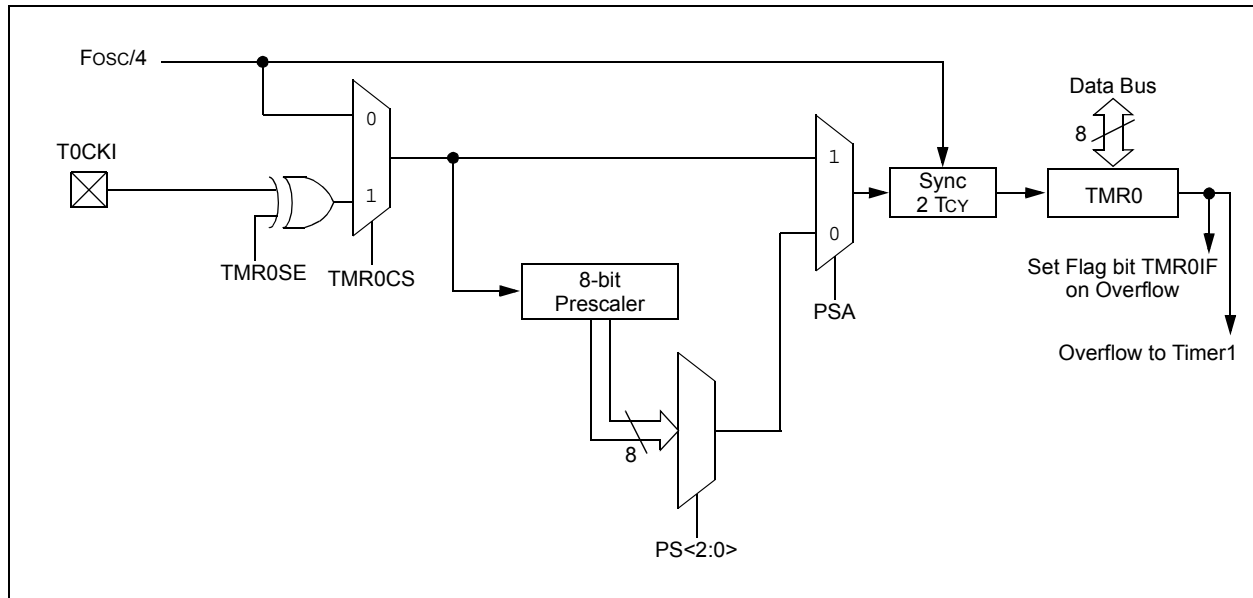 FOSC/4
Data Bus
8
T0CKI
0
1
1
0
Sync
2 TCY
TMR0
TMR0SE
TMR0CS
8-bit
Prescaler
PSA
Set Flag bit TMR0IF
on Overflow
Overflow to Timer1
8
PS<2:0>